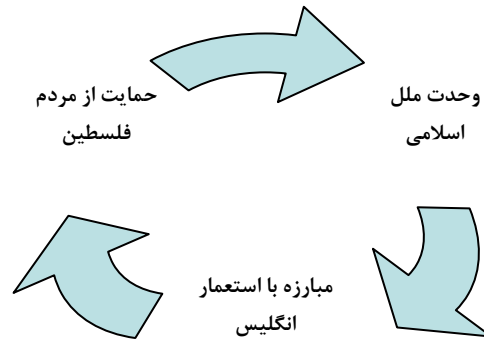 وحدت ملل
اسلامی
حمایت از مردم
فلسطین
مبارزه با استعمار
انگلیس